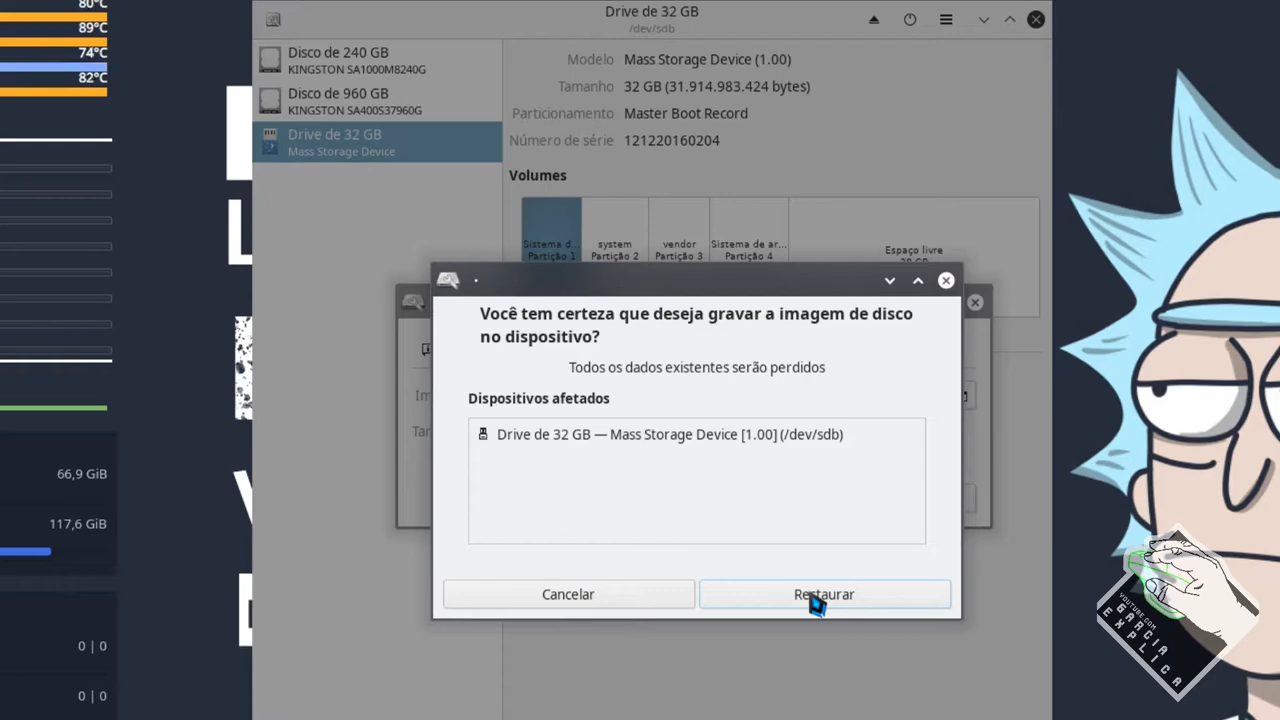 80°C
89°C
74°C
82°C
66,9 GiB
117,6 GiB
0 | 0
0 | 0
Drive de 32 GB
/dev/sdb
Disco de 240 GB
KINGSTON SA1000M8240G
Disco de 960 GB
KINGSTON SA400S37960G
Drive de 32 GB
Mass Storage Device
Modelo Mass Storage Device (1.00)
Tamanho 32 GB (31.914.983.424 bytes)
Particionamento Master Boot Record
Número de série 121220160204
Volumes
Sistema d...
Partição 1
system
Partição 2
vendor
Partição 3
Sistema de ar...
Partição 4
Espaço livre
Você tem certeza que deseja gravar a imagem de disco
no dispositivo?
Todos os dados existentes serão perdidos
Dispositivos afetados
Drive de 32 GB — Mass Storage Device [1.00] (/dev/sdb)
Cancelar
Restaurar
YOUTUBE.COM
GARCIA
EXPLICA